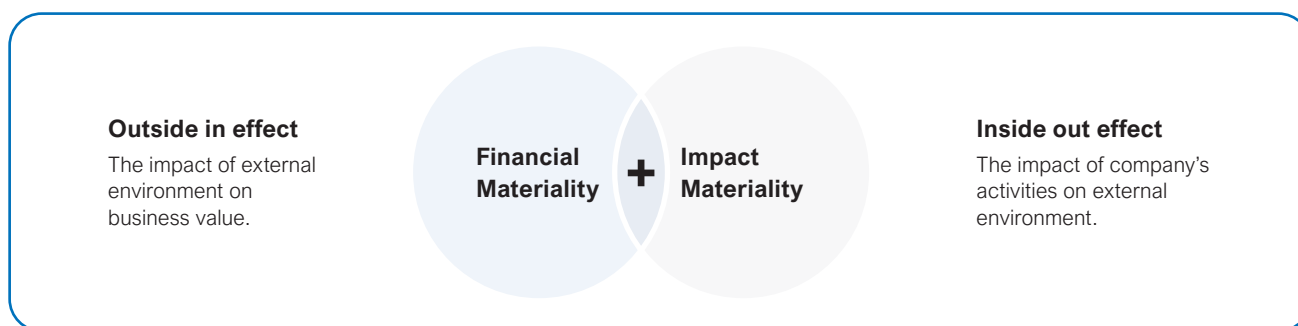 Outside in effect
The impact of external
environment on
business value.
Financial
Materiality
+
Impact
Materiality
Inside out effect
The impact of company’s
activities on external
environment.